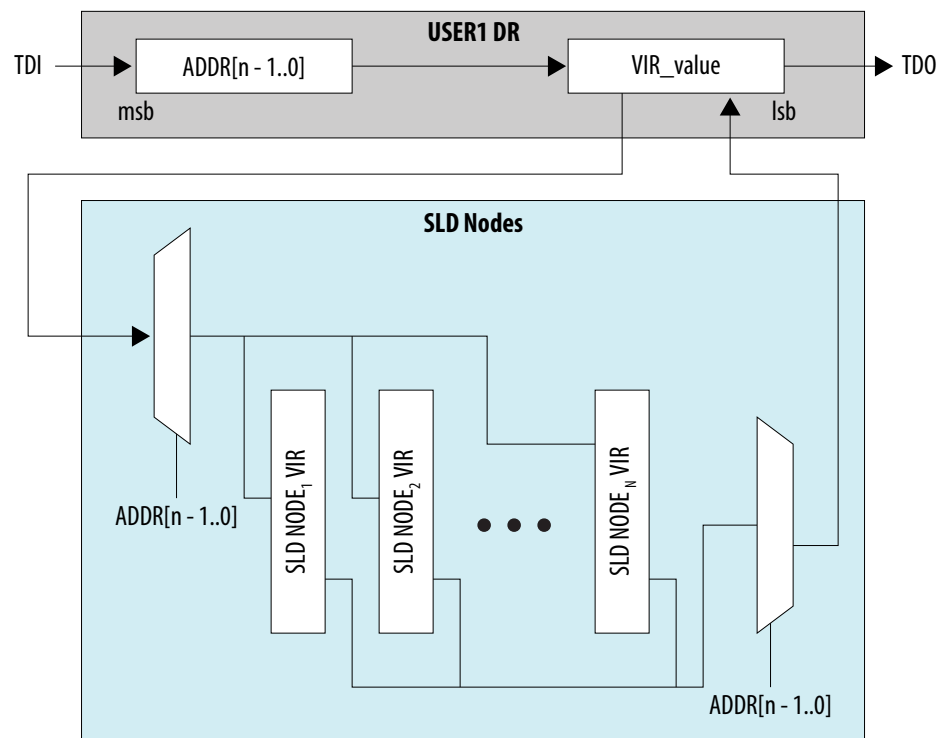 USER1 DR
TDI
ADDR[n - 1..0]
VIR_value
TDO
msb
lsb
SLD Nodes
SLD NODE₁ VIR
SLD NODE₂ VIR
SLD NODE_N VIR
ADDR[n - 1..0]
ADDR[n - 1..0]